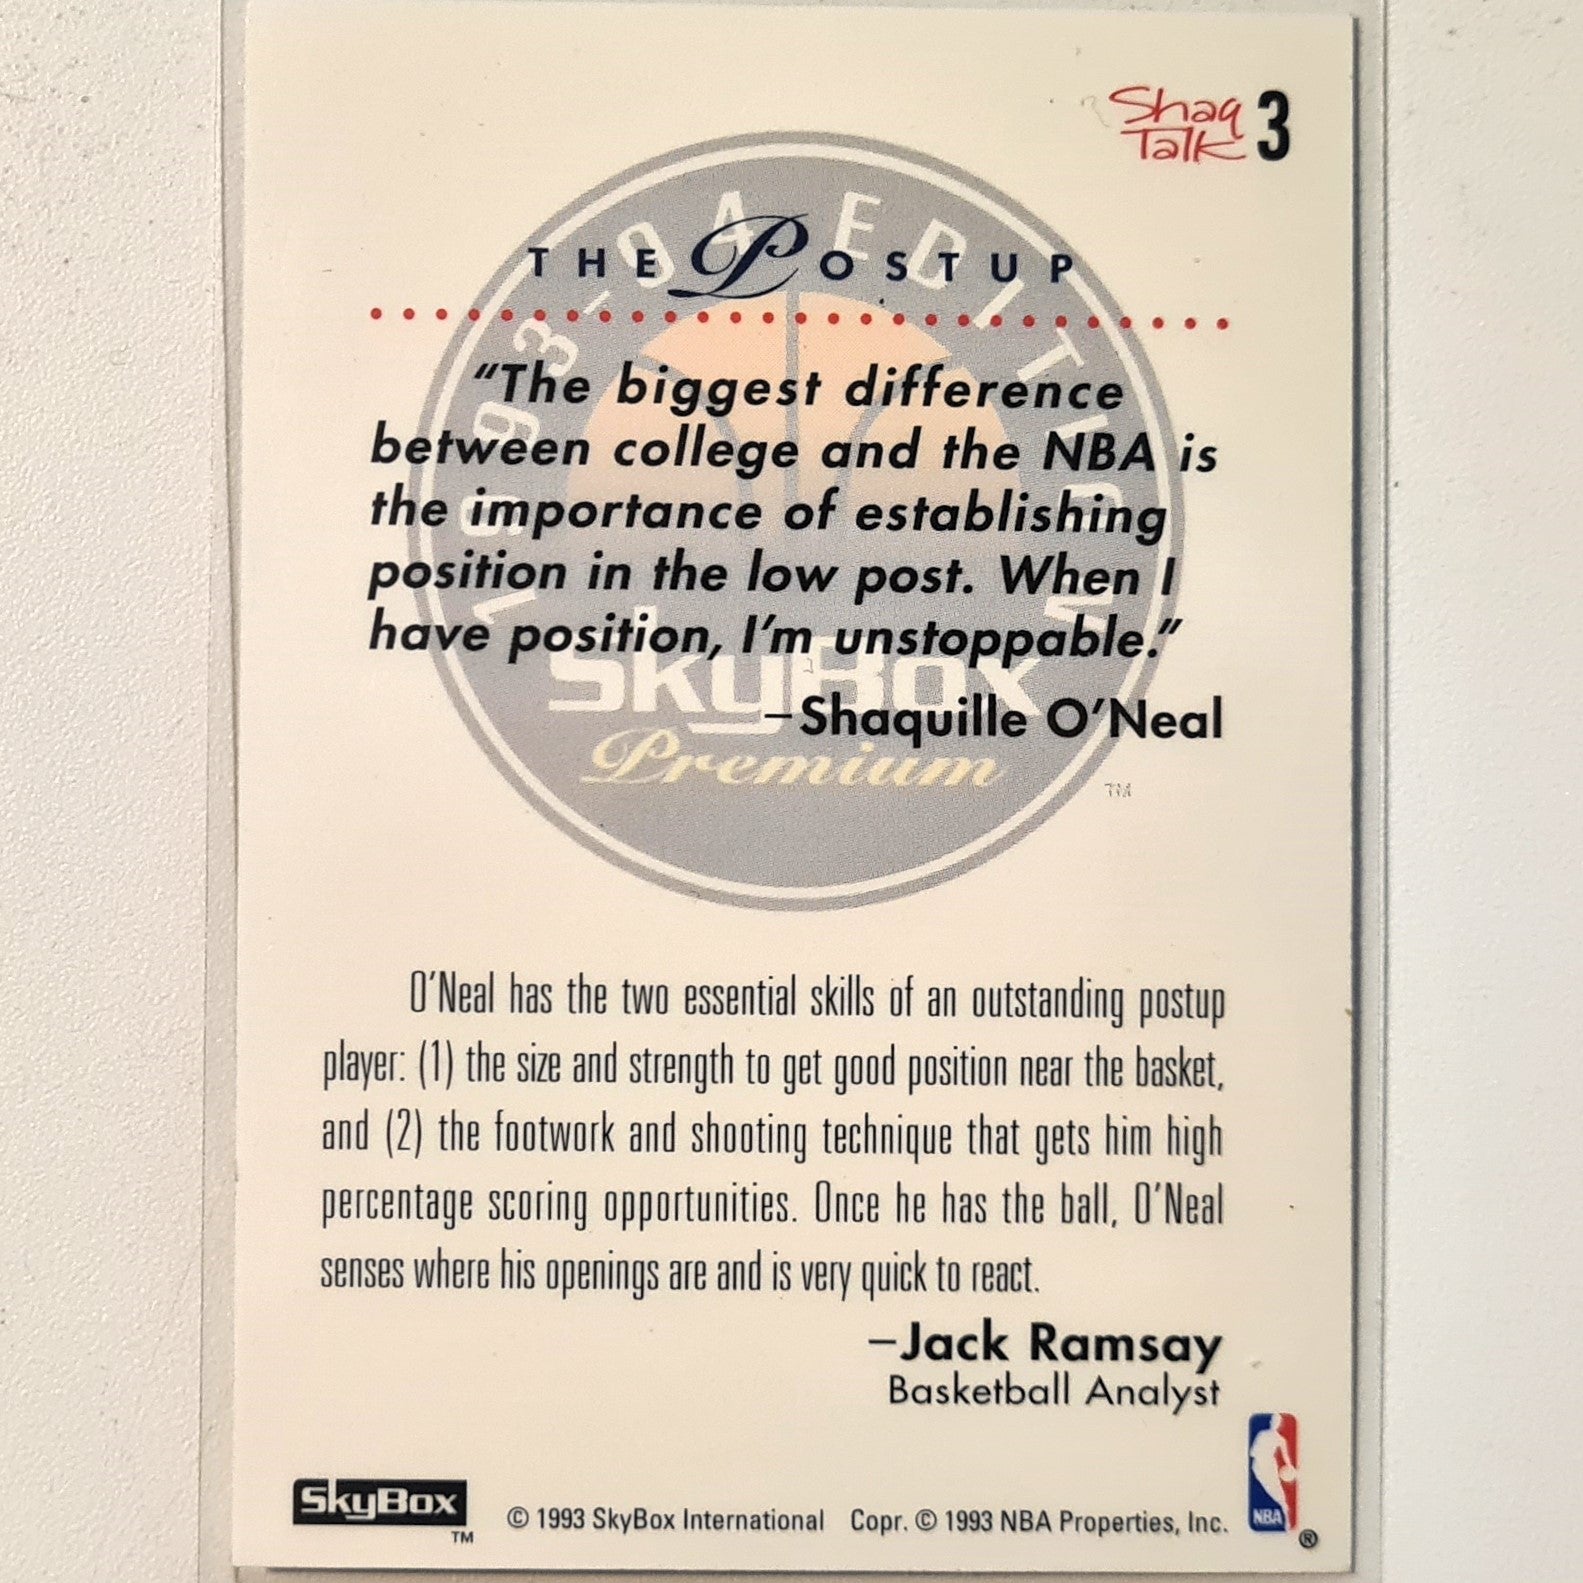 Shaq
Talk 3
1993-94 EDITION
THE POSTUP
"The biggest difference
between college and the NBA is
the importance of establishing
position in the low post. When I
have position, I'm unstoppable."
–Shaquille O'Neal
SkyBox
Premium
TM
O'Neal has the two essential skills of an outstanding postup
player: (1) the size and strength to get good position near the basket,
and (2) the footwork and shooting technique that gets him high
percentage scoring opportunities. Once he has the ball, O'Neal
senses where his openings are and is very quick to react.
–Jack Ramsay
Basketball Analyst
SkyBox
TM
© 1993 SkyBox International Copr. © 1993 NBA Properties, Inc.
NBA
®